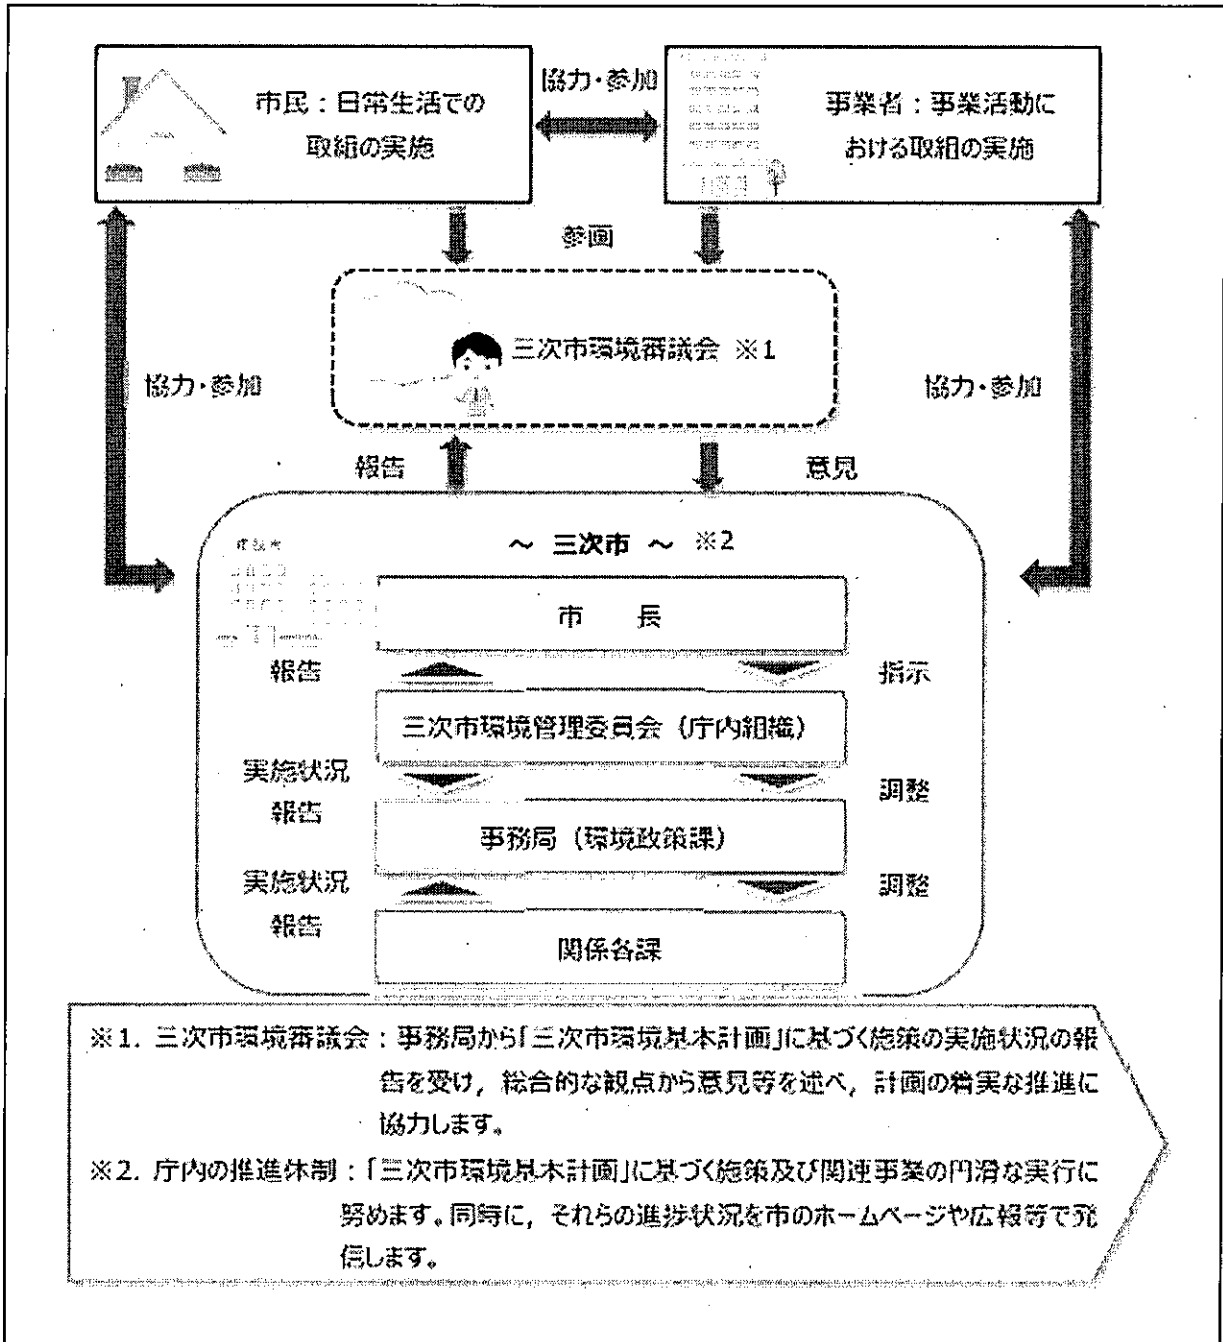 市民：日常生活での
取組の実施
協力・参加
事業者：事業活動に
おける取組の実施
参画
三次市環境審議会 ※1
協力・参加
協力・参加
報告
意見
～ 三次市 ～ ※2
市　長
報告
指示
三次市環境管理委員会（庁内組織）
実施状況
報告
調整
事務局（環境政策課）
実施状況
報告
調整
関係各課
※1. 三次市環境審議会：事務局から「三次市環境基本計画」に基づく施策の実施状況の報
告を受け，総合的な観点から意見等を述べ，計画の着実な推進に
協力します。
※2. 庁内の推進体制：「三次市環境基本計画」に基づく施策及び関連事業の円滑な実行に
努めます。同時に，それらの進捗状況を市のホームページや広報等で発
信します。